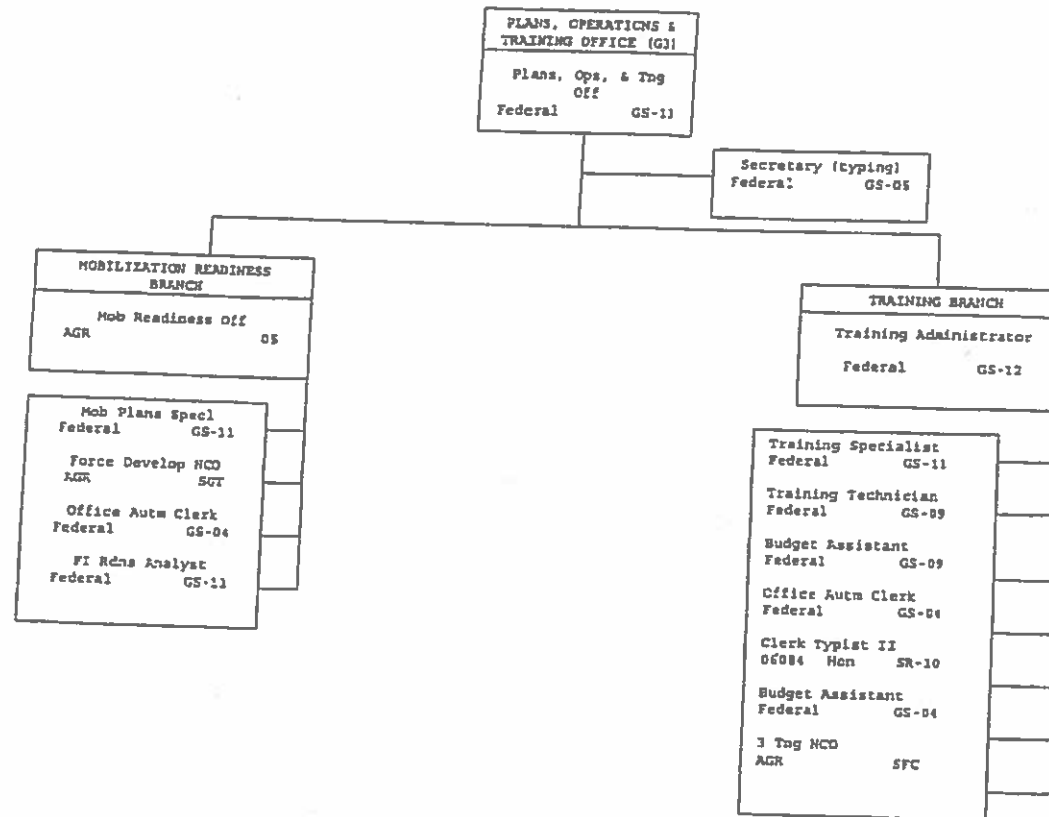 PLANS, OPERATIONS &
TRAINING OFFICE (G3)
Plans, Ops, & Tng
Off
Federal GS-13
Secretary (typing)
Federal GS-05
MOBILIZATION READINESS
BRANCH
Mob Readiness Off
AGR 05
Mob Plans Specl
Federal GS-11
Force Develop NCO
AGR SGT
Office Autm Clerk
Federal GS-04
FI Rdns Analyst
Federal GS-11
TRAINING BRANCH
Training Administrator
Federal GS-12
Training Specialist
Federal GS-11
Training Technician
Federal GS-09
Budget Assistant
Federal GS-09
Office Autm Clerk
Federal GS-04
Clerk Typist II
06084 Hon SR-10
Budget Assistant
Federal GS-04
3 Tng NCO
AGR SFC